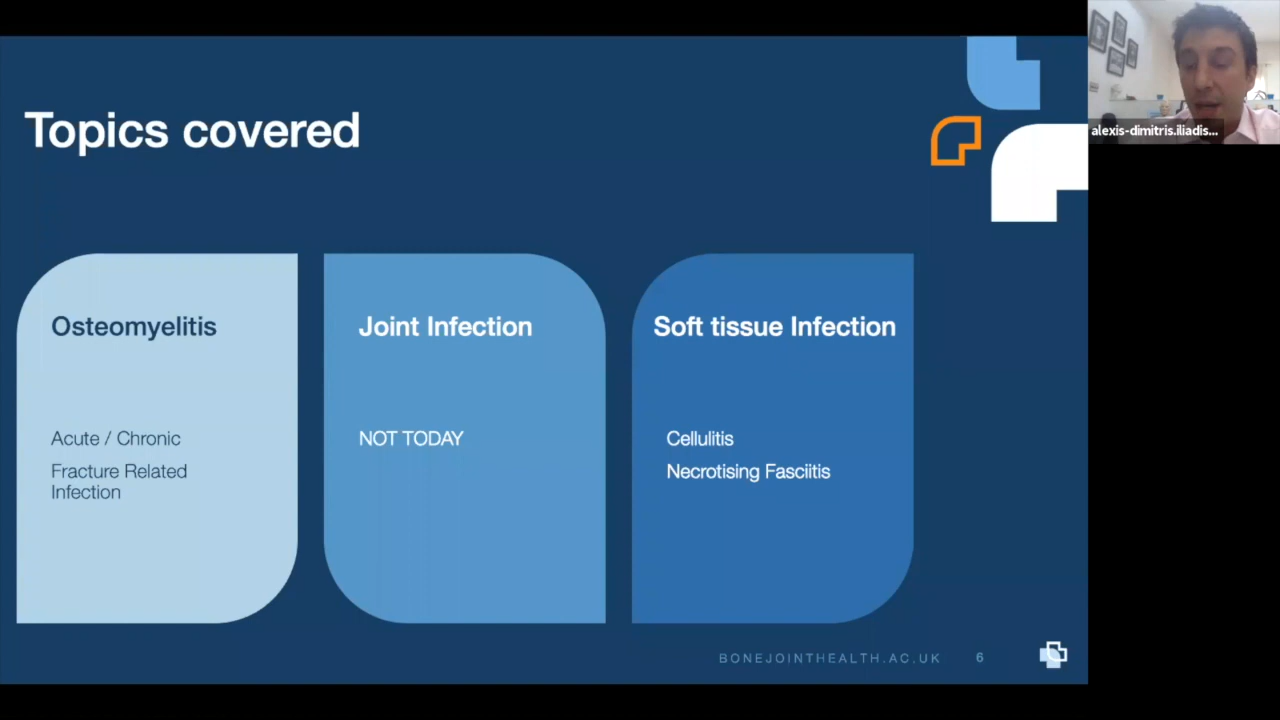 Topics covered
Osteomyelitis
Acute / Chronic
Fracture Related
Infection
Joint Infection
NOT TODAY
Soft tissue Infection
Cellulitis
Necrotising Fasciitis
BONEJOINTHEALTH.AC.UK 6
alexis-dimitris.iliadis...